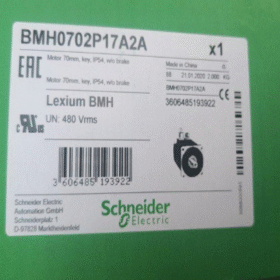 BMH0702P17A2A x1
Motor 70mm, key, IP54, w/o brake
Made in China
Motor 70mm, key, IP54, w/o brake
BMH0702P17A2A
3606485193922
Lexium BMH
UN: 480 Vrms
3 606485 193922
Schneider Electric
Automation GmbH
Schneiderplatz 1
D-97828 Marktheidenfeld
Schneider
Electric